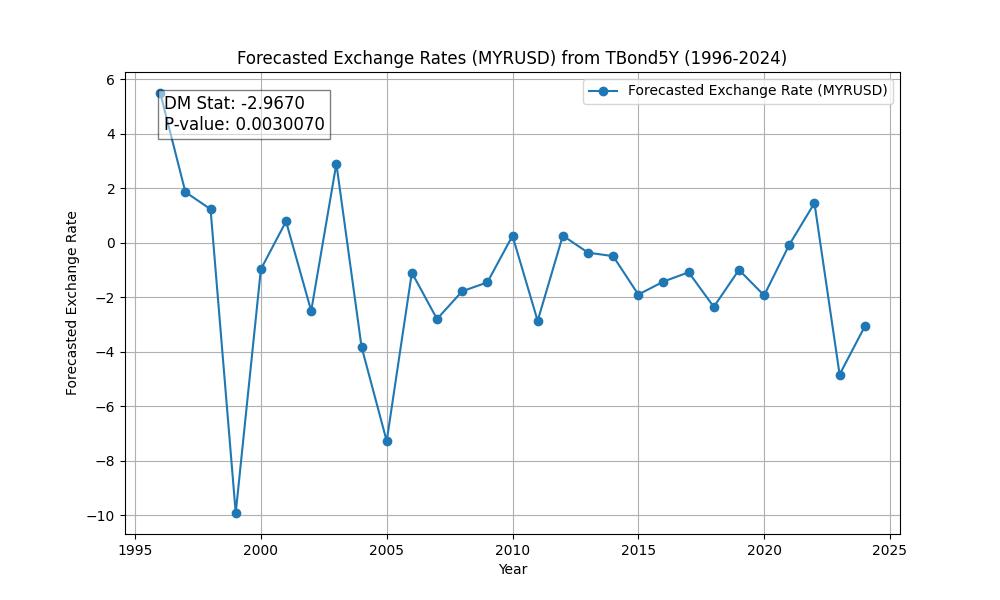 Forecasted Exchange Rates (MYRUSD) from TBond5Y (1996-2024)
Forecasted Exchange Rate (MYRUSD)
DM Stat: -2.9670
P-value: 0.0030070
Forecasted Exchange Rate
6
4
2
0
−2
−4
−6
−8
−10
1995 2000 2005 2010 2015 2020 2025
Year